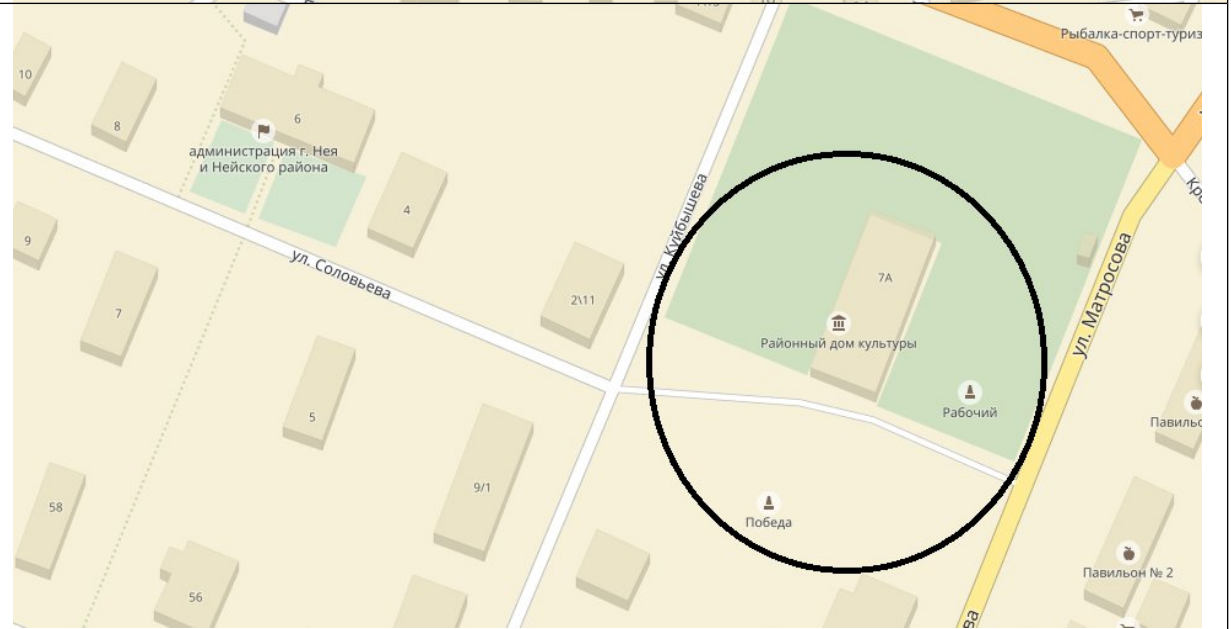 Рыбалка-спорт-туриз
10
8
6
администрация г. Нея
и Нейского района
4
9
ул. Соловьева
ул. Куйбышева
2\11
7
7А
Районный дом культуры
ул. Матросова
Рабочий
Павильо
5
9/1
58
Победа
Павильон № 2
56
ва